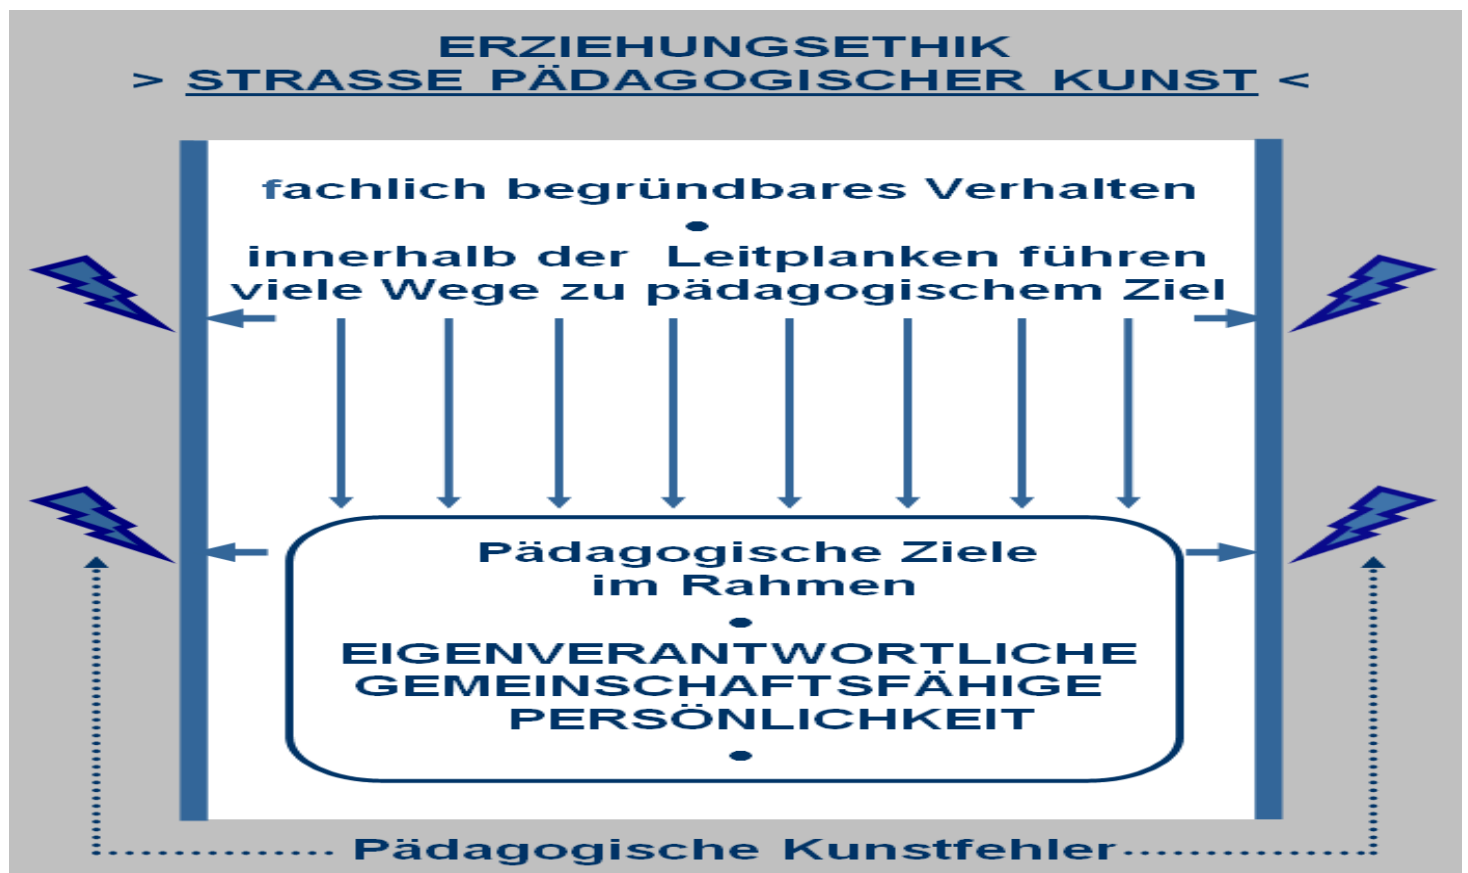 ERZIEHUNGSETHIK
> STRASSE PÄDAGOGISCHER KUNST <
fachlich begründbares Verhalten
•
innerhalb der Leitplanken führen
viele Wege zu pädagogischem Ziel
Pädagogische Ziele
im Rahmen
•
EIGENVERANTWORTLICHE
GEMEINSCHAFTSFÄHIGE
PERSÖNLICHKEIT
•
Pädagogische Kunstfehler